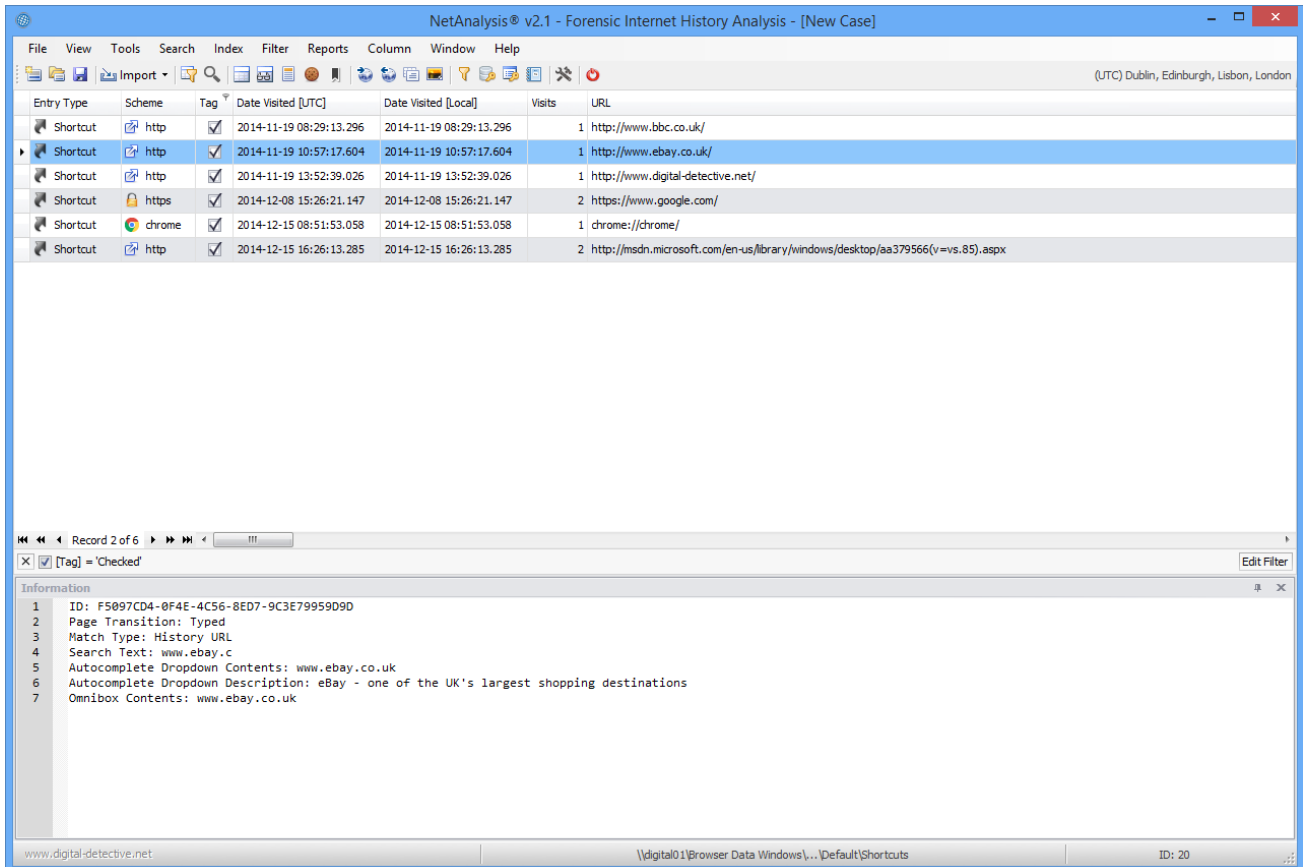 NetAnalysis® v2.1 - Forensic Internet History Analysis - [New Case]
File View Tools Search Index Filter Reports Column Window Help
Import (UTC) Dublin, Edinburgh, Lisbon, London
Entry Type Scheme Tag Date Visited [UTC] Date Visited [Local] Visits URL
Shortcut http 2014-11-19 08:29:13.296 2014-11-19 08:29:13.296 1 http://www.bbc.co.uk/
Shortcut http 2014-11-19 10:57:17.604 2014-11-19 10:57:17.604 1 http://www.ebay.co.uk/
Shortcut http 2014-11-19 13:52:39.026 2014-11-19 13:52:39.026 1 http://www.digital-detective.net/
Shortcut https 2014-12-08 15:26:21.147 2014-12-08 15:26:21.147 2 https://www.google.com/
Shortcut chrome 2014-12-15 08:51:53.058 2014-12-15 08:51:53.058 1 chrome://chrome/
Shortcut http 2014-12-15 16:26:13.285 2014-12-15 16:26:13.285 2 http://msdn.microsoft.com/en-us/library/windows/desktop/aa379566(v=vs.85).aspx
Record 2 of 6
[Tag] = 'Checked' Edit Filter
Information
1 ID: F5097CD4-0F4E-4C56-8ED7-9C3E79959D9D
2 Page Transition: Typed
3 Match Type: History URL
4 Search Text: www.ebay.c
5 Autocomplete Dropdown Contents: www.ebay.co.uk
6 Autocomplete Dropdown Description: eBay - one of the UK's largest shopping destinations
7 Omnibox Contents: www.ebay.co.uk
www.digital-detective.net \\digital01\Browser Data Windows\...\Default\Shortcuts ID: 20